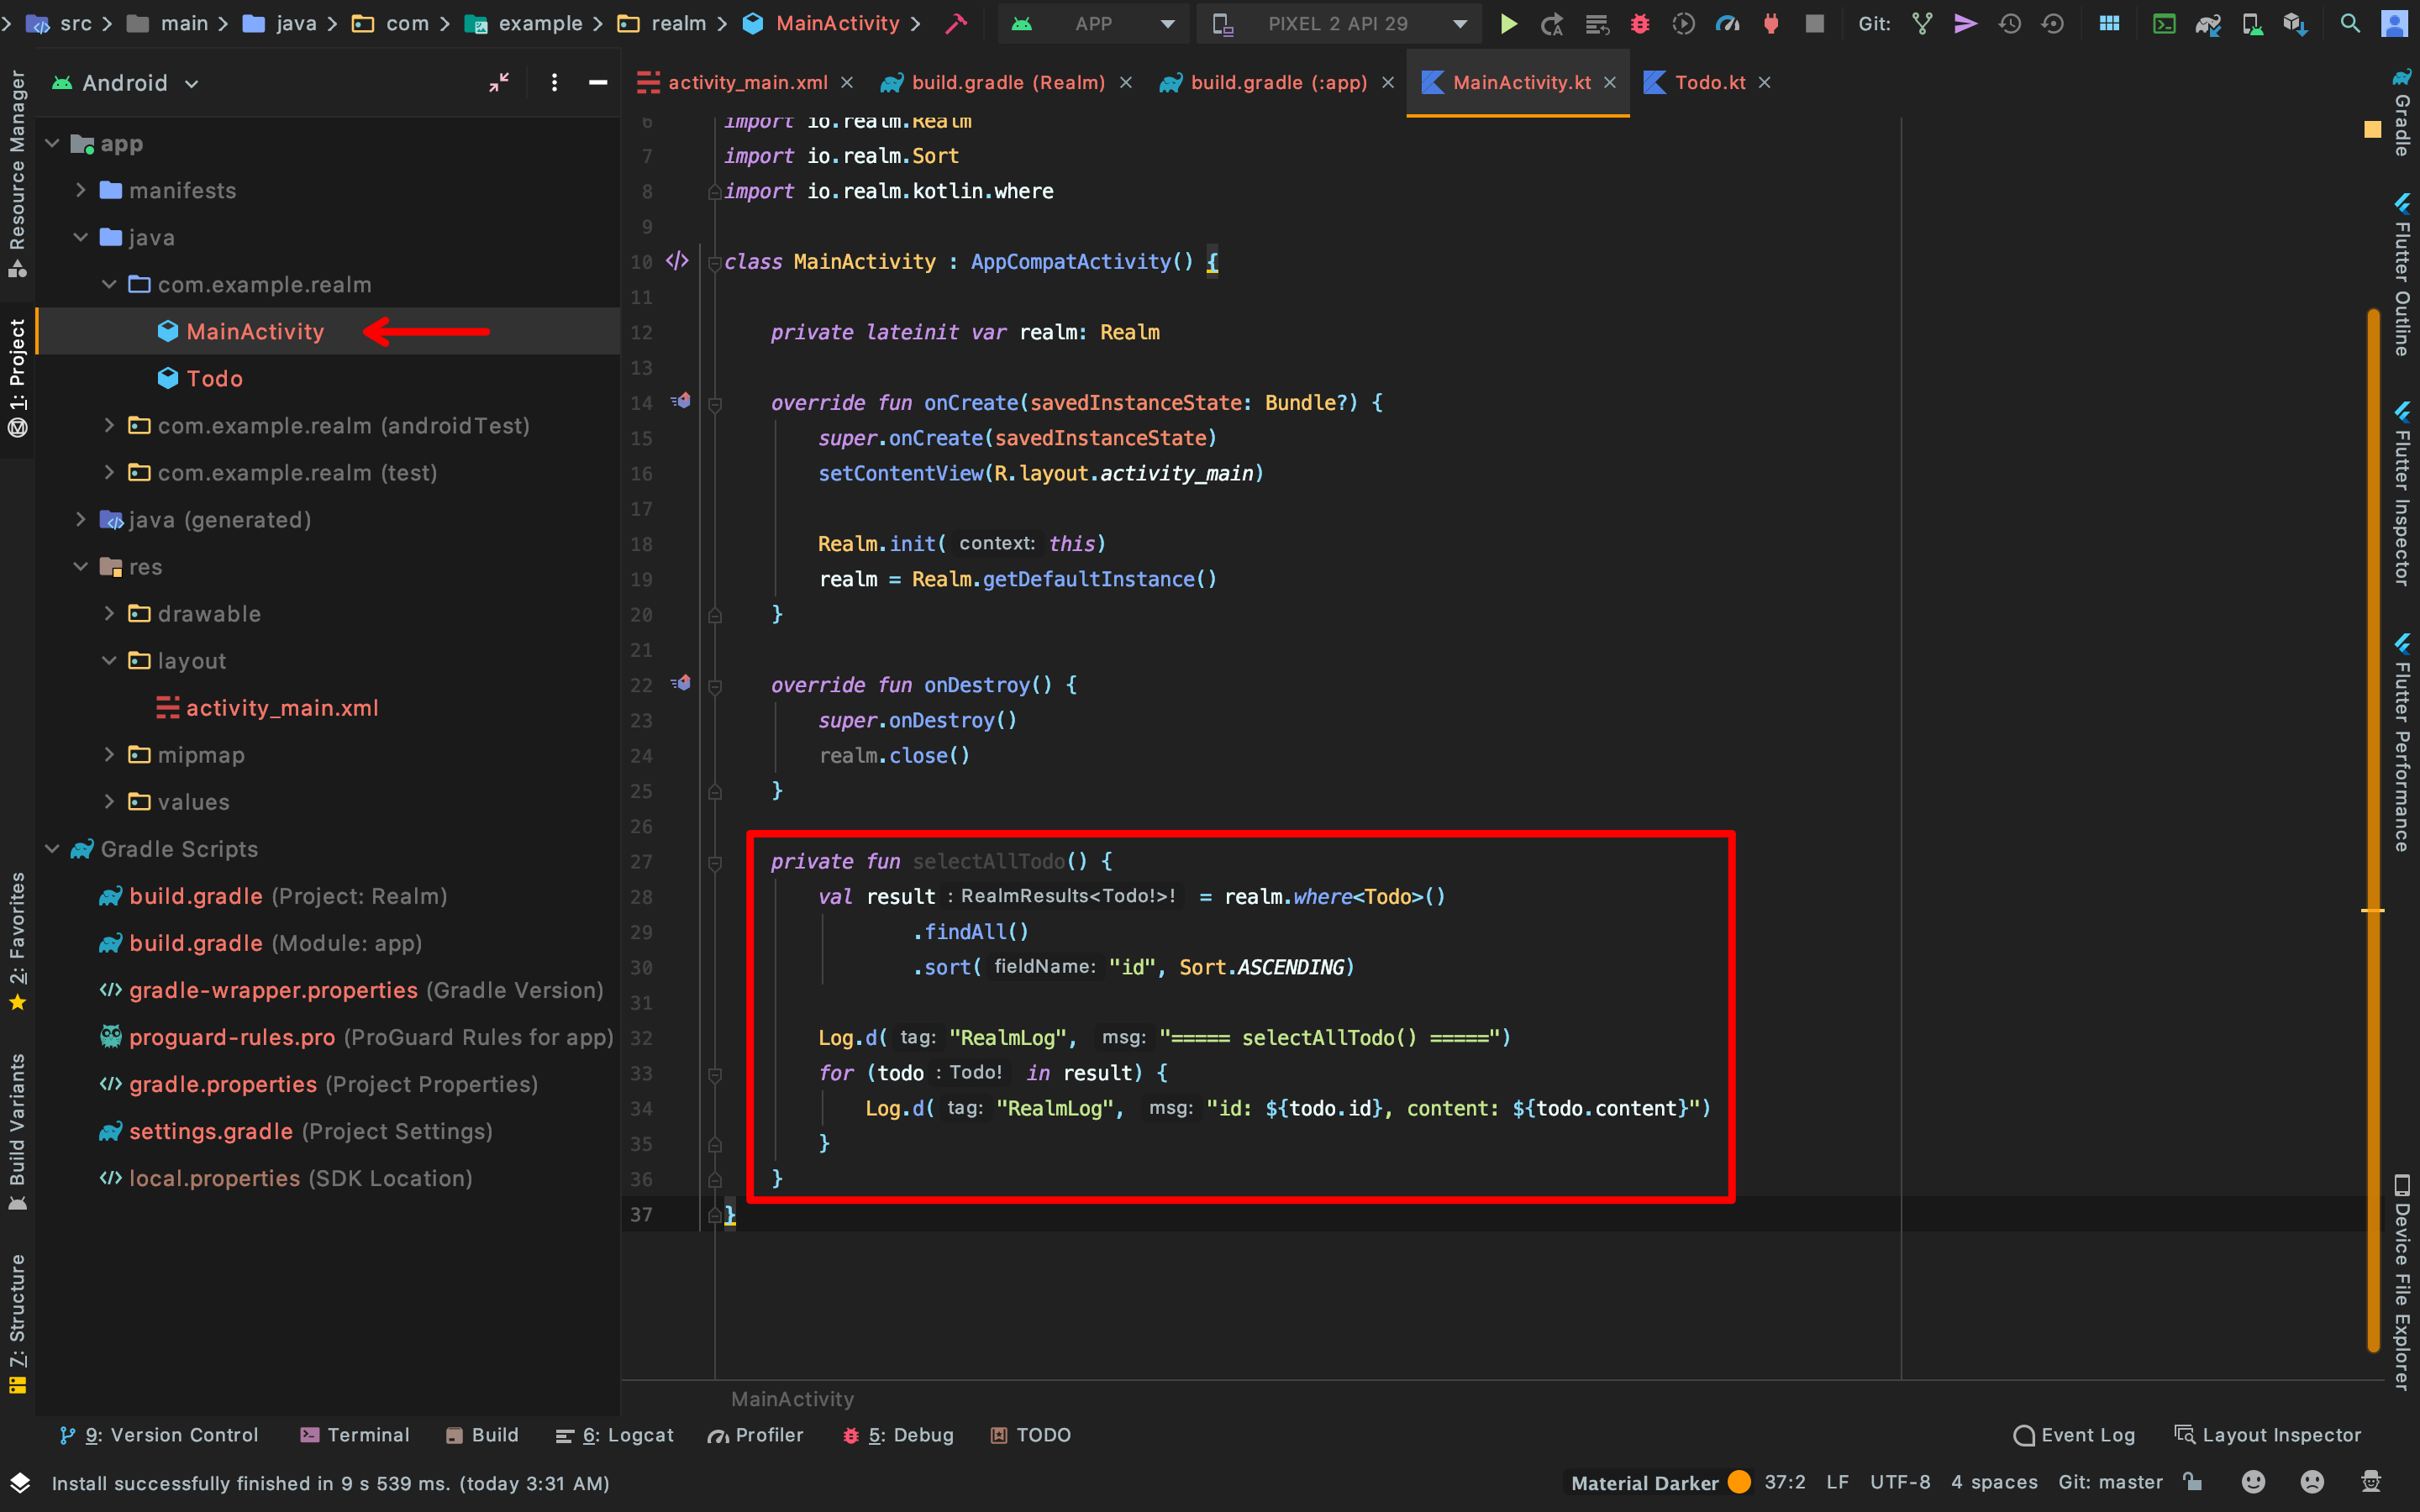 src main java com example realm MainActivity APP PIXEL 2 API 29 Git:
Android
activity_main.xml build.gradle (Realm) build.gradle (:app) MainActivity.kt Todo.kt
Resource Manager
1: Project
2: Favorites
Build Variants
7: Structure
app
manifests
java
com.example.realm
MainActivity
Todo
com.example.realm (androidTest)
com.example.realm (test)
java (generated)
res
drawable
layout
activity_main.xml
mipmap
values
Gradle Scripts
build.gradle (Project: Realm)
build.gradle (Module: app)
gradle-wrapper.properties (Gradle Version)
proguard-rules.pro (ProGuard Rules for app)
gradle.properties (Project Properties)
settings.gradle (Project Settings)
local.properties (SDK Location)
6 import io.realm.Realm
7 import io.realm.Sort
8 import io.realm.kotlin.where
9
10 class MainActivity : AppCompatActivity() {
11
12 private lateinit var realm: Realm
13
14 override fun onCreate(savedInstanceState: Bundle?) {
15 super.onCreate(savedInstanceState)
16 setContentView(R.layout.activity_main)
17
18 Realm.init( context: this)
19 realm = Realm.getDefaultInstance()
20 }
21
22 override fun onDestroy() {
23 super.onDestroy()
24 realm.close()
25 }
26
27 private fun selectAllTodo() {
28 val result : RealmResults<Todo!>! = realm.where<Todo>()
29 .findAll()
30 .sort( fieldName: "id", Sort.ASCENDING)
31
32 Log.d( tag: "RealmLog", msg: "===== selectAllTodo() =====")
33 for (todo : Todo! in result) {
34 Log.d( tag: "RealmLog", msg: "id: ${todo.id}, content: ${todo.content}")
35 }
36 }
37 }
MainActivity
Gradle
Flutter Outline
Flutter Inspector
Flutter Performance
Device File Explorer
9: Version Control Terminal Build 6: Logcat Profiler 5: Debug TODO Event Log Layout Inspector
Install successfully finished in 9 s 539 ms. (today 3:31 AM) Material Darker 37:2 LF UTF-8 4 spaces Git: master